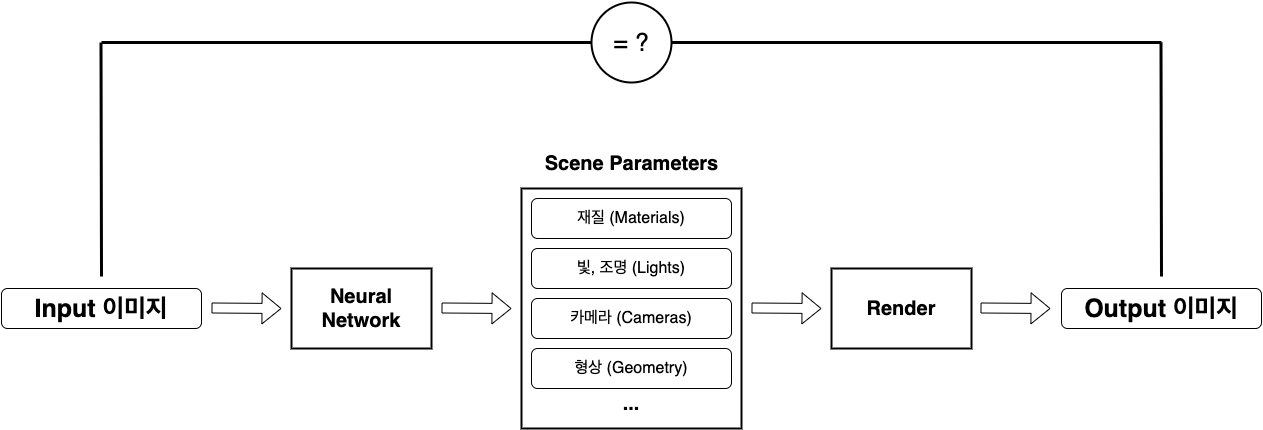 = ?
Scene Parameters
재질 (Materials)
빛, 조명 (Lights)
카메라 (Cameras)
형상 (Geometry)
...
Input 이미지
Neural
Network
Render
Output 이미지